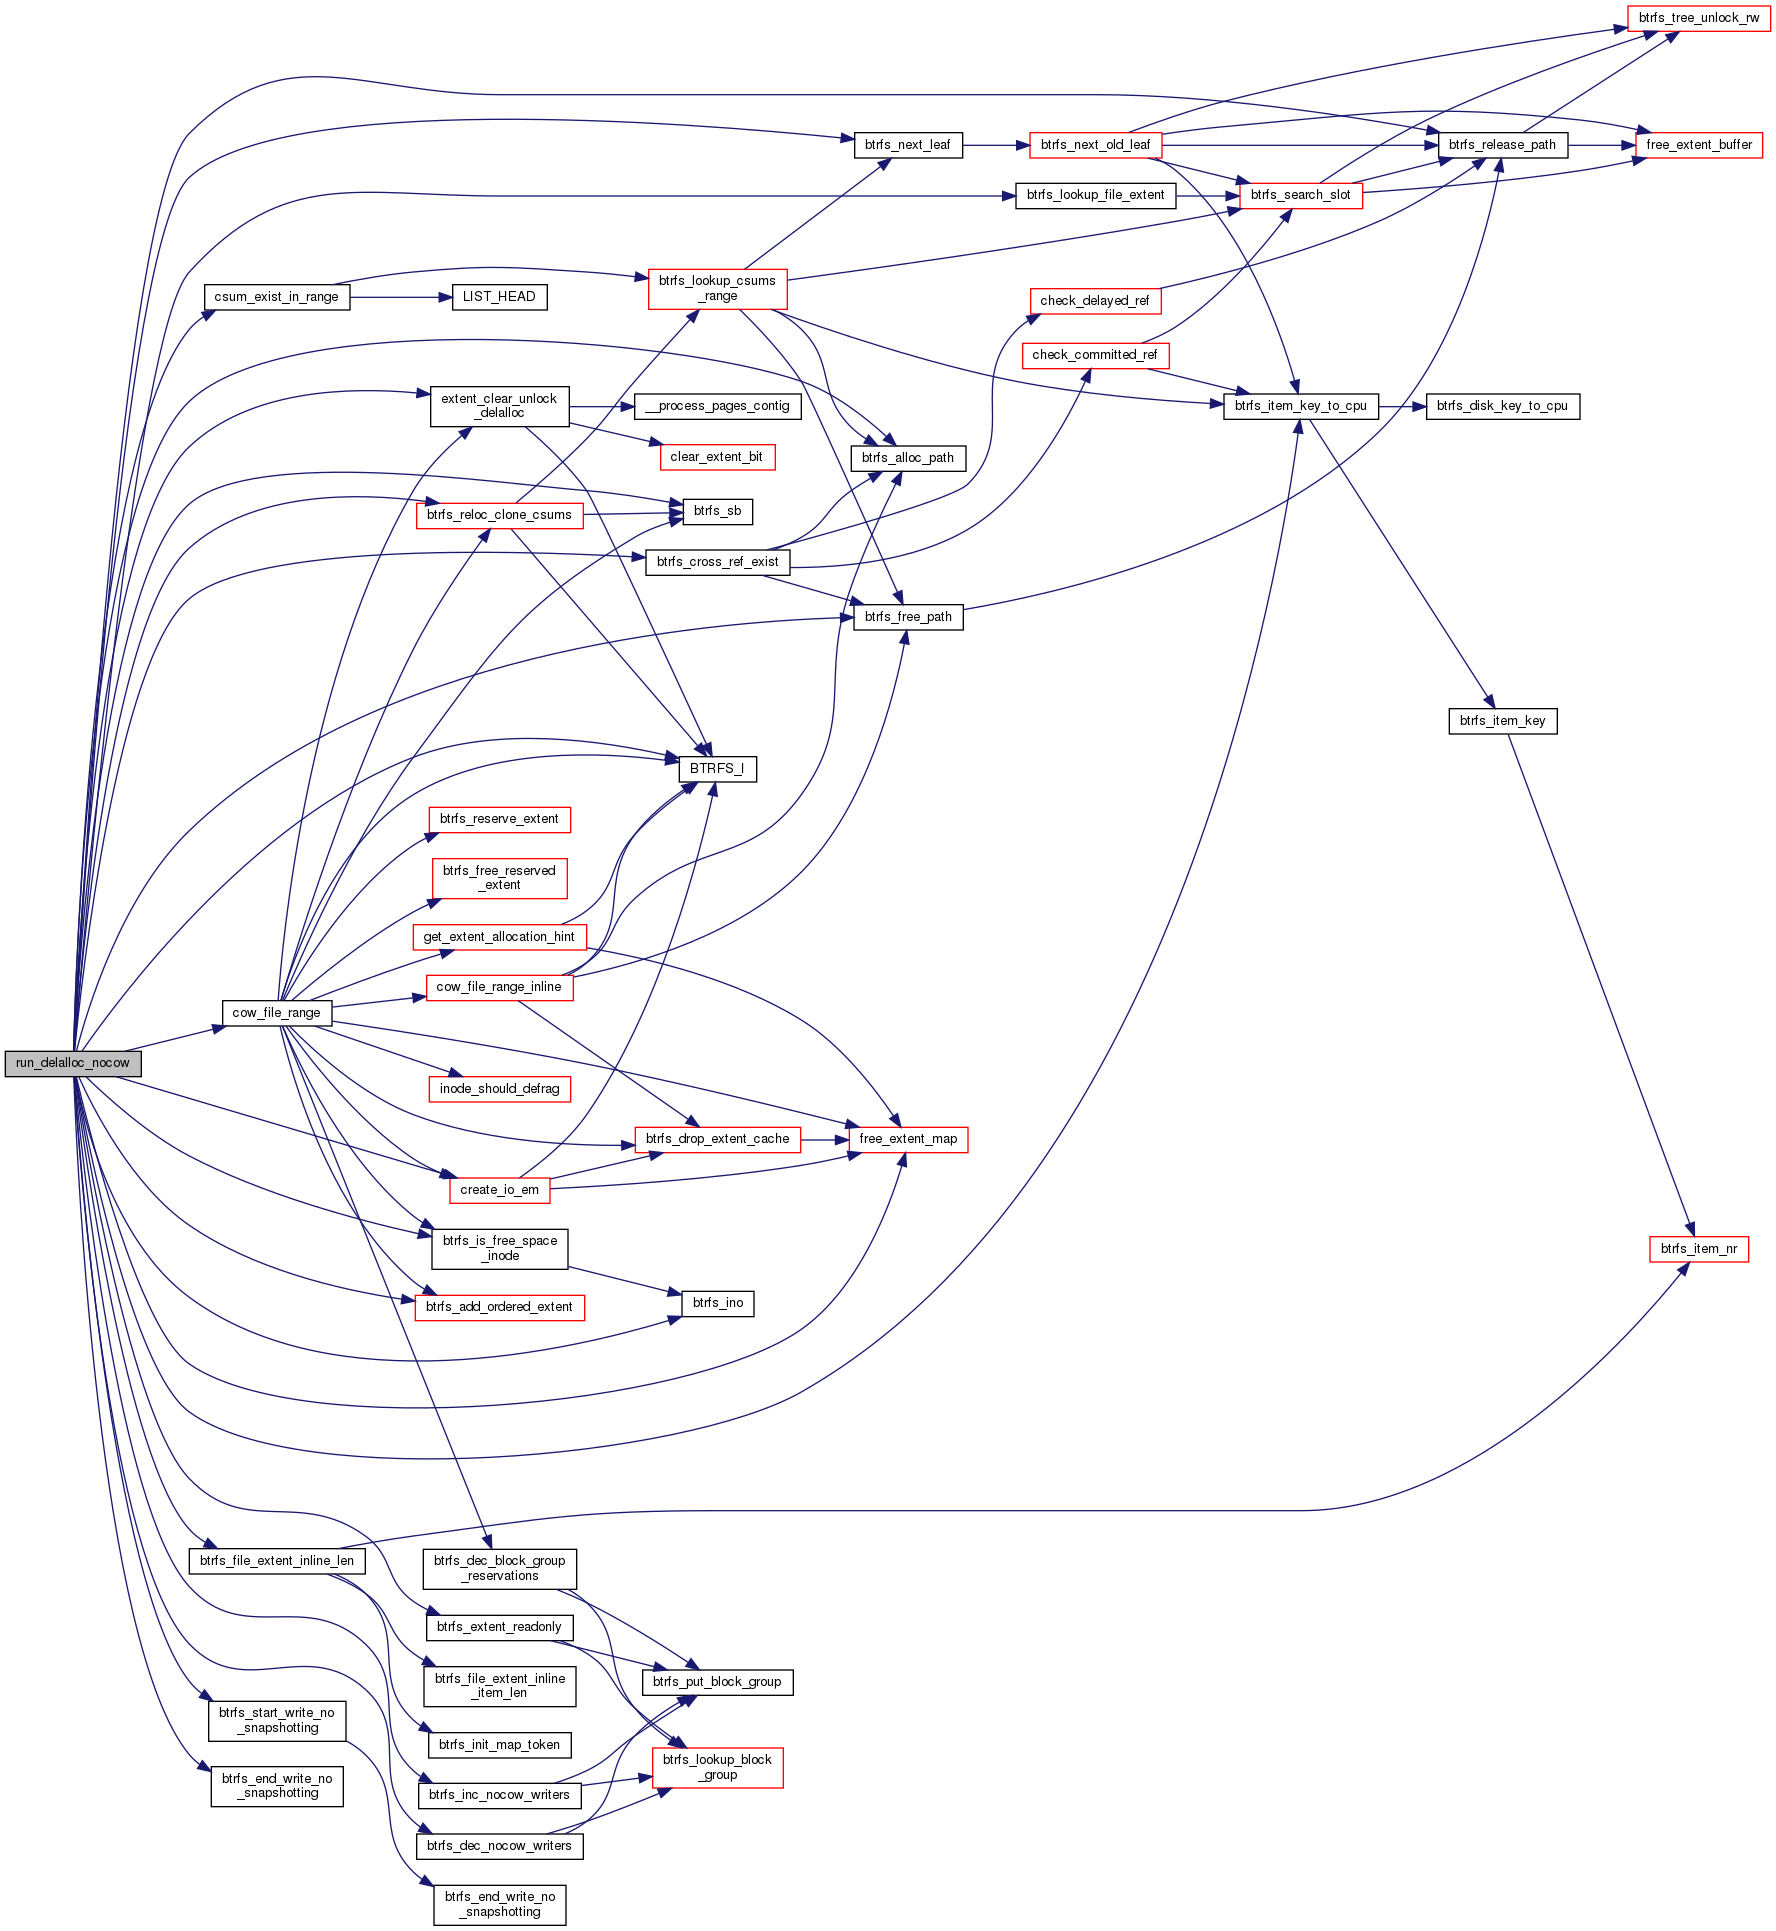 btrfs_tree_unlock_rw
btrfs_next_leaf
btrfs_next_old_leaf
btrfs_release_path
free_extent_buffer
btrfs_lookup_file_extent
btrfs_search_slot
csum_exist_in_range
LIST_HEAD
btrfs_lookup_csums
_range
check_delayed_ref
check_committed_ref
extent_clear_unlock
_delalloc
__process_pages_contig
btrfs_item_key_to_cpu
btrfs_disk_key_to_cpu
clear_extent_bit
btrfs_alloc_path
btrfs_reloc_clone_csums
btrfs_sb
btrfs_cross_ref_exist
btrfs_free_path
btrfs_item_key
BTRFS_I
btrfs_reserve_extent
btrfs_free_reserved
_extent
get_extent_allocation_hint
cow_file_range_inline
cow_file_range
run_delalloc_nocow
inode_should_defrag
btrfs_drop_extent_cache
free_extent_map
create_io_em
btrfs_is_free_space
_inode
btrfs_item_nr
btrfs_add_ordered_extent
btrfs_ino
btrfs_file_extent_inline_len
btrfs_dec_block_group
_reservations
btrfs_extent_readonly
btrfs_file_extent_inline
_item_len
btrfs_put_block_group
btrfs_start_write_no
_snapshotting
btrfs_init_map_token
btrfs_lookup_block
_group
btrfs_end_write_no
_snapshotting
btrfs_inc_nocow_writers
btrfs_dec_nocow_writers
btrfs_end_write_no
_snapshotting